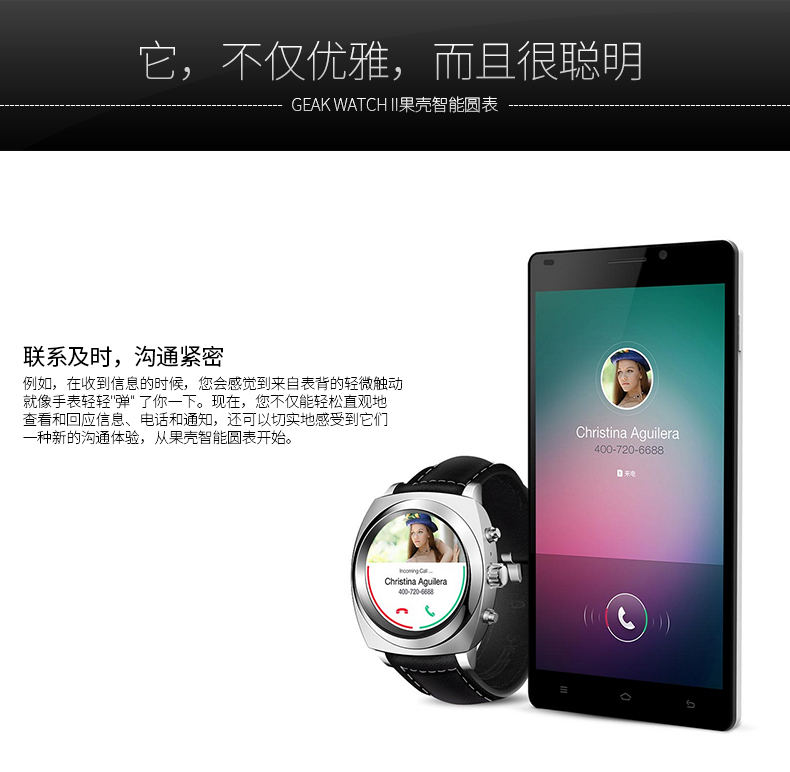 它，不仅优雅，而且很聪明
GEAK WATCH II果壳智能圆表
联系及时，沟通紧密
例如，在收到信息的时候，您会感觉到来自表背的轻微触动
就像手表轻轻“弹” 了你一下。现在，您不仅能轻松直观地
查看和回应信息、电话和通知，还可以切实地感受到它们
一种新的沟通体验，从果壳智能圆表开始。
Christina Aguilera
400-720-6688
来电
Incoming Call ...
Christina Aguilera
400-720-6688